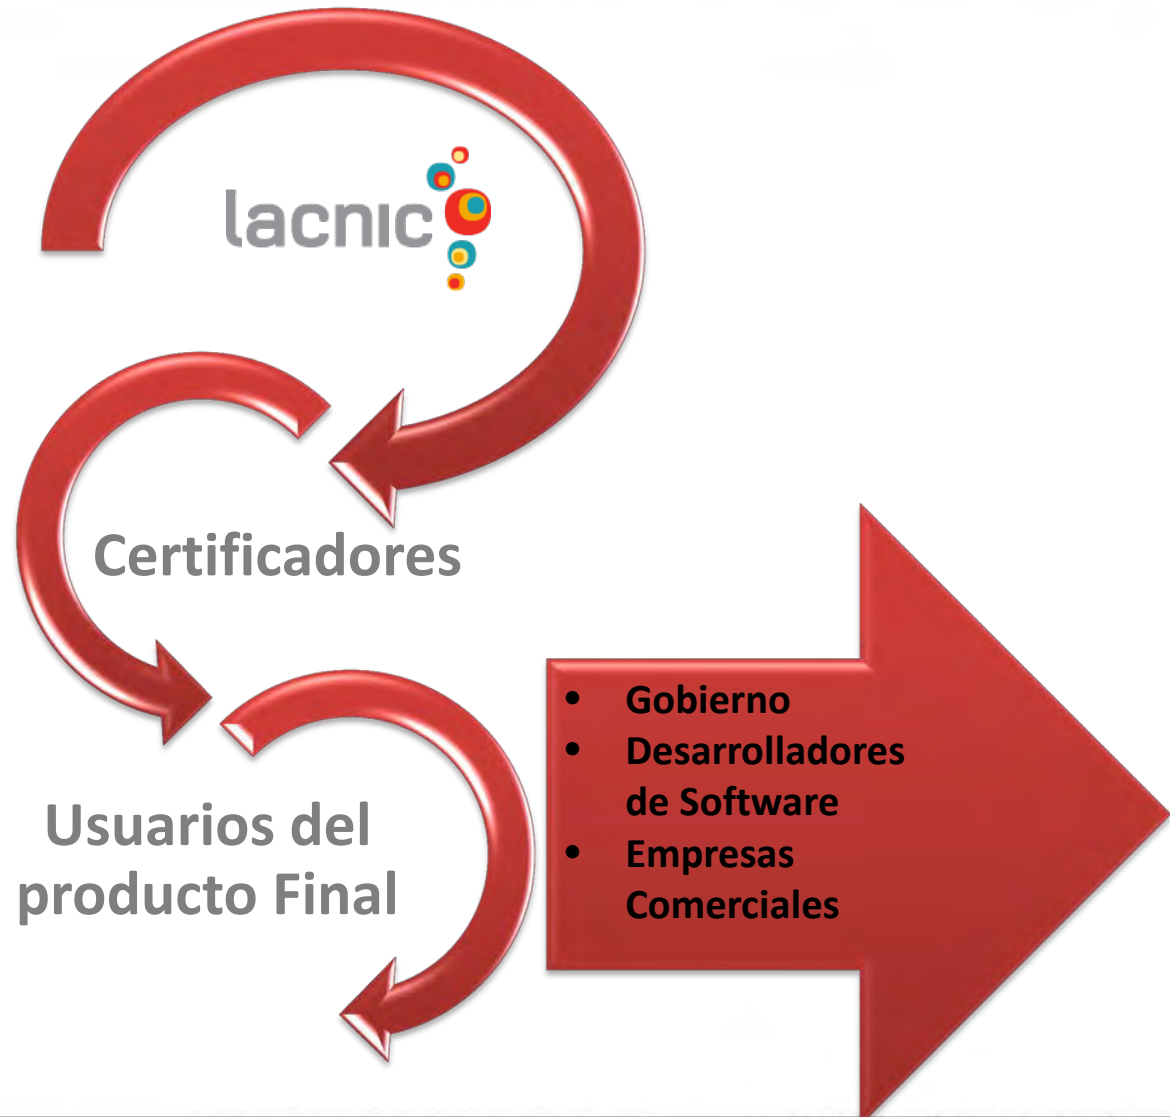 lacnic
Certificadores
Usuarios del
producto Final
• Gobierno
• Desarrolladores
de Software
• Empresas
Comerciales